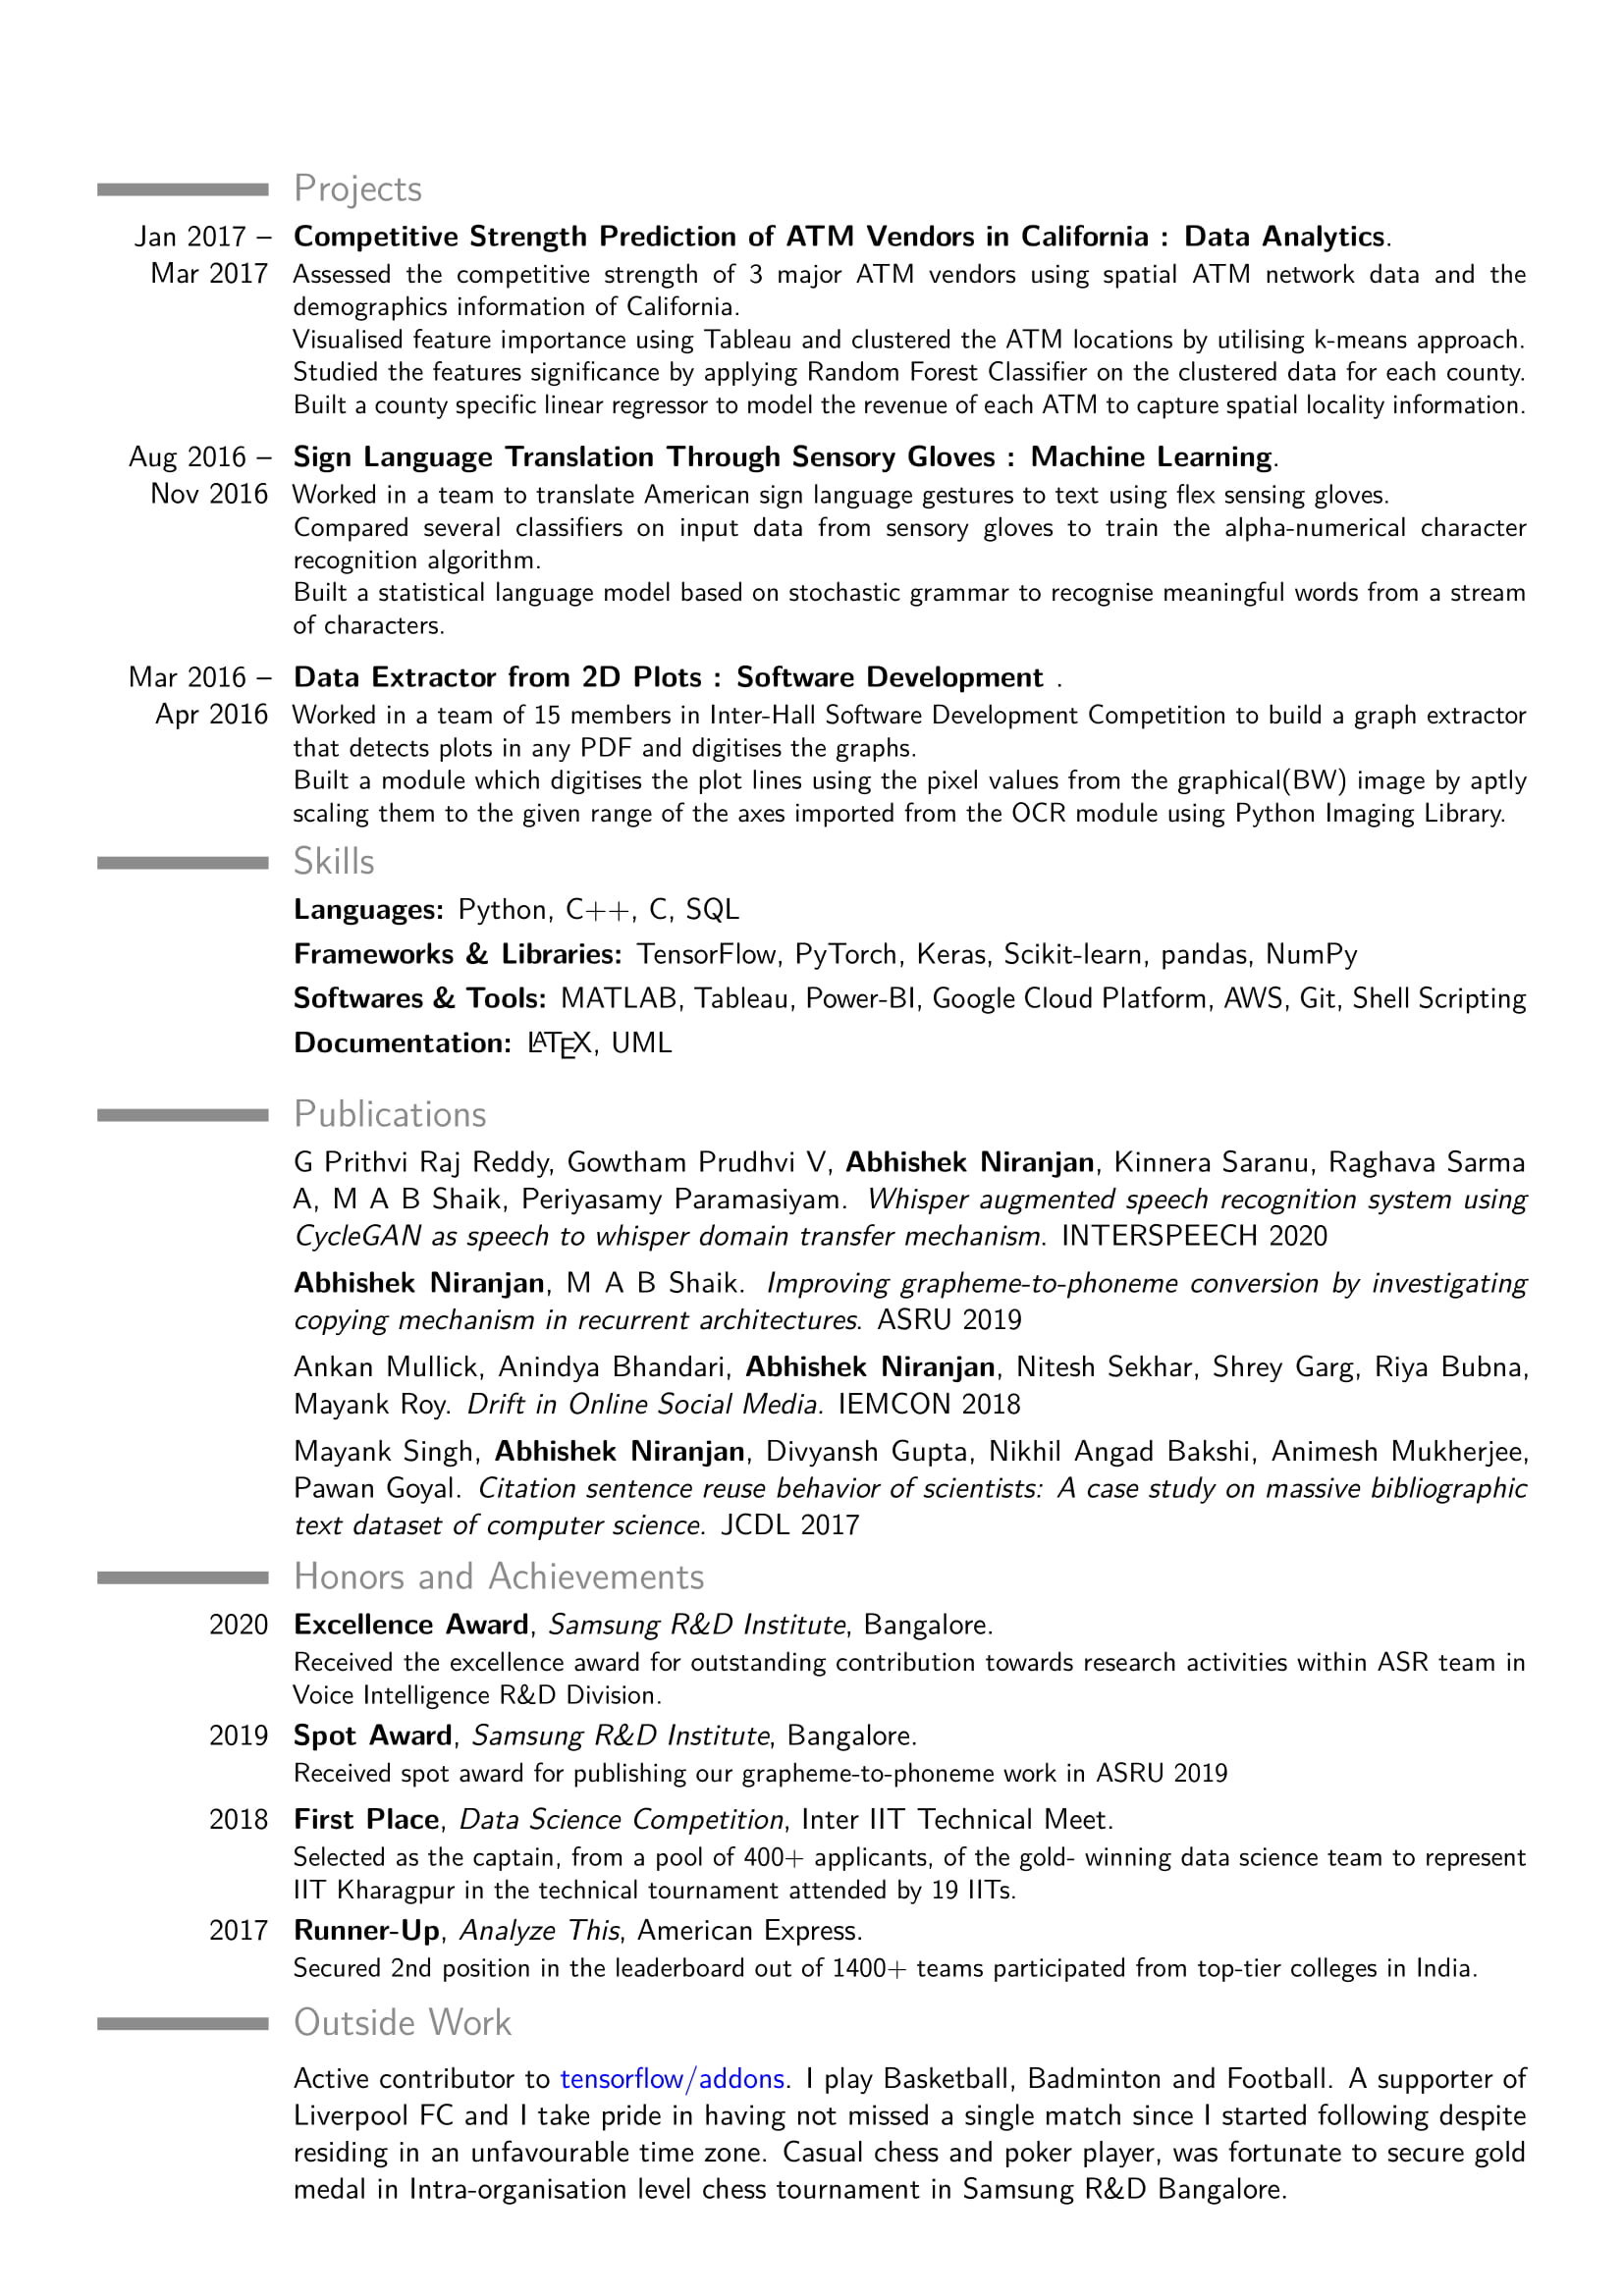 Projects
Jan 2017 – Competitive Strength Prediction of ATM Vendors in California : Data Analytics.
Mar 2017 Assessed the competitive strength of 3 major ATM vendors using spatial ATM network data and the
demographics information of California.
Visualised feature importance using Tableau and clustered the ATM locations by utilising k-means approach.
Studied the features significance by applying Random Forest Classifier on the clustered data for each county.
Built a county specific linear regressor to model the revenue of each ATM to capture spatial locality information.
Aug 2016 – Sign Language Translation Through Sensory Gloves : Machine Learning.
Nov 2016 Worked in a team to translate American sign language gestures to text using flex sensing gloves.
Compared several classifiers on input data from sensory gloves to train the alpha-numerical character
recognition algorithm.
Built a statistical language model based on stochastic grammar to recognise meaningful words from a stream
of characters.
Mar 2016 – Data Extractor from 2D Plots : Software Development .
Apr 2016 Worked in a team of 15 members in Inter-Hall Software Development Competition to build a graph extractor
that detects plots in any PDF and digitises the graphs.
Built a module which digitises the plot lines using the pixel values from the graphical(BW) image by aptly
scaling them to the given range of the axes imported from the OCR module using Python Imaging Library.
Skills
Languages: Python, C++, C, SQL
Frameworks & Libraries: TensorFlow, PyTorch, Keras, Scikit-learn, pandas, NumPy
Softwares & Tools: MATLAB, Tableau, Power-BI, Google Cloud Platform, AWS, Git, Shell Scripting
Documentation: LATEX, UML
Publications
G Prithvi Raj Reddy, Gowtham Prudhvi V, Abhishek Niranjan, Kinnera Saranu, Raghava Sarma
A, M A B Shaik, Periyasamy Paramasiyam. Whisper augmented speech recognition system using
CycleGAN as speech to whisper domain transfer mechanism. INTERSPEECH 2020
Abhishek Niranjan, M A B Shaik. Improving grapheme-to-phoneme conversion by investigating
copying mechanism in recurrent architectures. ASRU 2019
Ankan Mullick, Anindya Bhandari, Abhishek Niranjan, Nitesh Sekhar, Shrey Garg, Riya Bubna,
Mayank Roy. Drift in Online Social Media. IEMCON 2018
Mayank Singh, Abhishek Niranjan, Divyansh Gupta, Nikhil Angad Bakshi, Animesh Mukherjee,
Pawan Goyal. Citation sentence reuse behavior of scientists: A case study on massive bibliographic
text dataset of computer science. JCDL 2017
Honors and Achievements
2020 Excellence Award, Samsung R&D Institute, Bangalore.
Received the excellence award for outstanding contribution towards research activities within ASR team in
Voice Intelligence R&D Division.
2019 Spot Award, Samsung R&D Institute, Bangalore.
Received spot award for publishing our grapheme-to-phoneme work in ASRU 2019
2018 First Place, Data Science Competition, Inter IIT Technical Meet.
Selected as the captain, from a pool of 400+ applicants, of the gold- winning data science team to represent
IIT Kharagpur in the technical tournament attended by 19 IITs.
2017 Runner-Up, Analyze This, American Express.
Secured 2nd position in the leaderboard out of 1400+ teams participated from top-tier colleges in India.
Outside Work
Active contributor to tensorflow/addons. I play Basketball, Badminton and Football. A supporter of
Liverpool FC and I take pride in having not missed a single match since I started following despite
residing in an unfavourable time zone. Casual chess and poker player, was fortunate to secure gold
medal in Intra-organisation level chess tournament in Samsung R&D Bangalore.